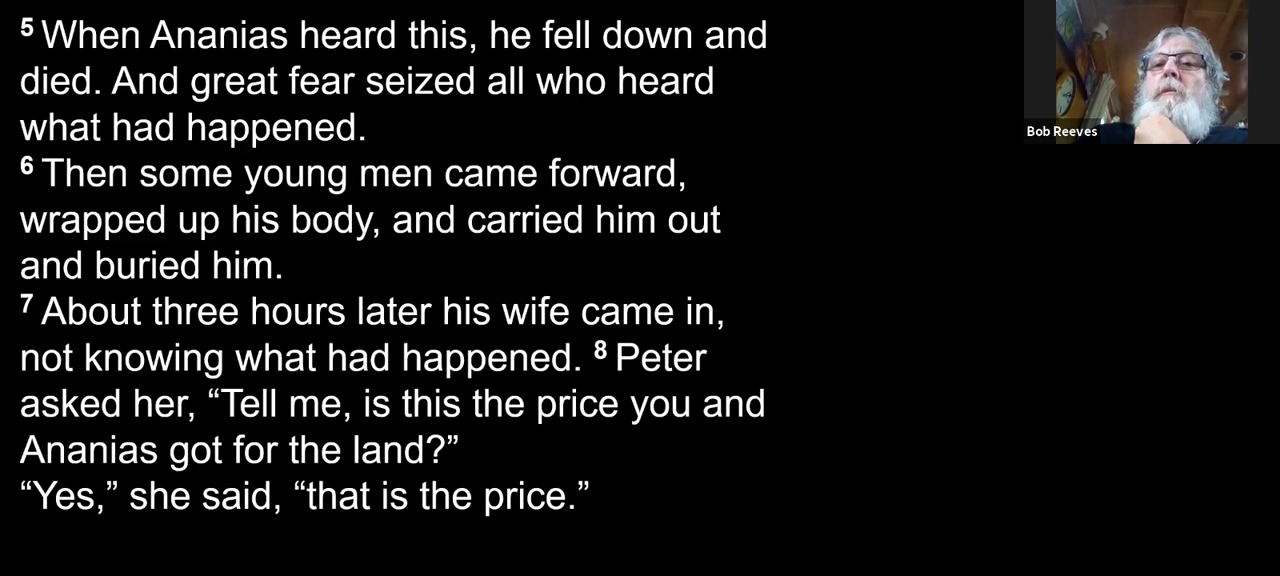 5 When Ananias heard this, he fell down and
died. And great fear seized all who heard
what had happened.
6 Then some young men came forward,
wrapped up his body, and carried him out
and buried him.
7 About three hours later his wife came in,
not knowing what had happened. 8 Peter
asked her, “Tell me, is this the price you and
Ananias got for the land?”
“Yes,” she said, “that is the price.”
Bob Reeves